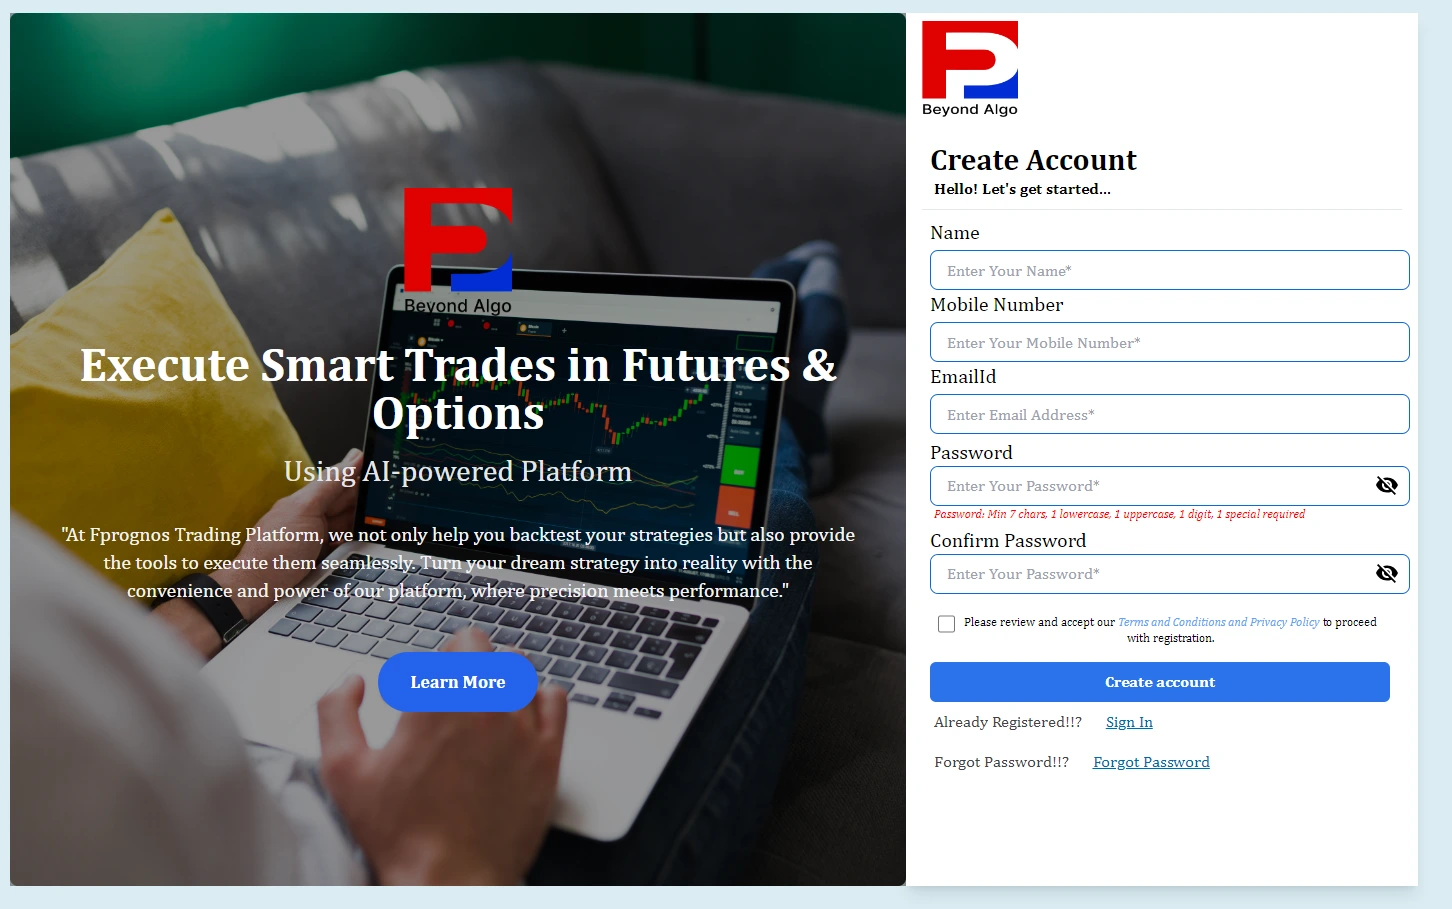 Beyond Algo
Execute Smart Trades in Futures &
Options
Using AI-powered Platform
"At Fprognos Trading Platform, we not only help you backtest your strategies but also provide
the tools to execute them seamlessly. Turn your dream strategy into reality with the
convenience and power of our platform, where precision meets performance."
Learn More
Beyond Algo
Create Account
Hello! Let's get started...
Name
Enter Your Name*
Mobile Number
Enter Your Mobile Number*
EmailId
Enter Email Address*
Password
Enter Your Password*
Password: Min 7 chars, 1 lowercase, 1 uppercase, 1 digit, 1 special required
Confirm Password
Enter Your Password*
Please review and accept our Terms and Conditions and Privacy Policy to proceed
with registration.
Create account
Already Registered!!? Sign In
Forgot Password!!? Forgot Password